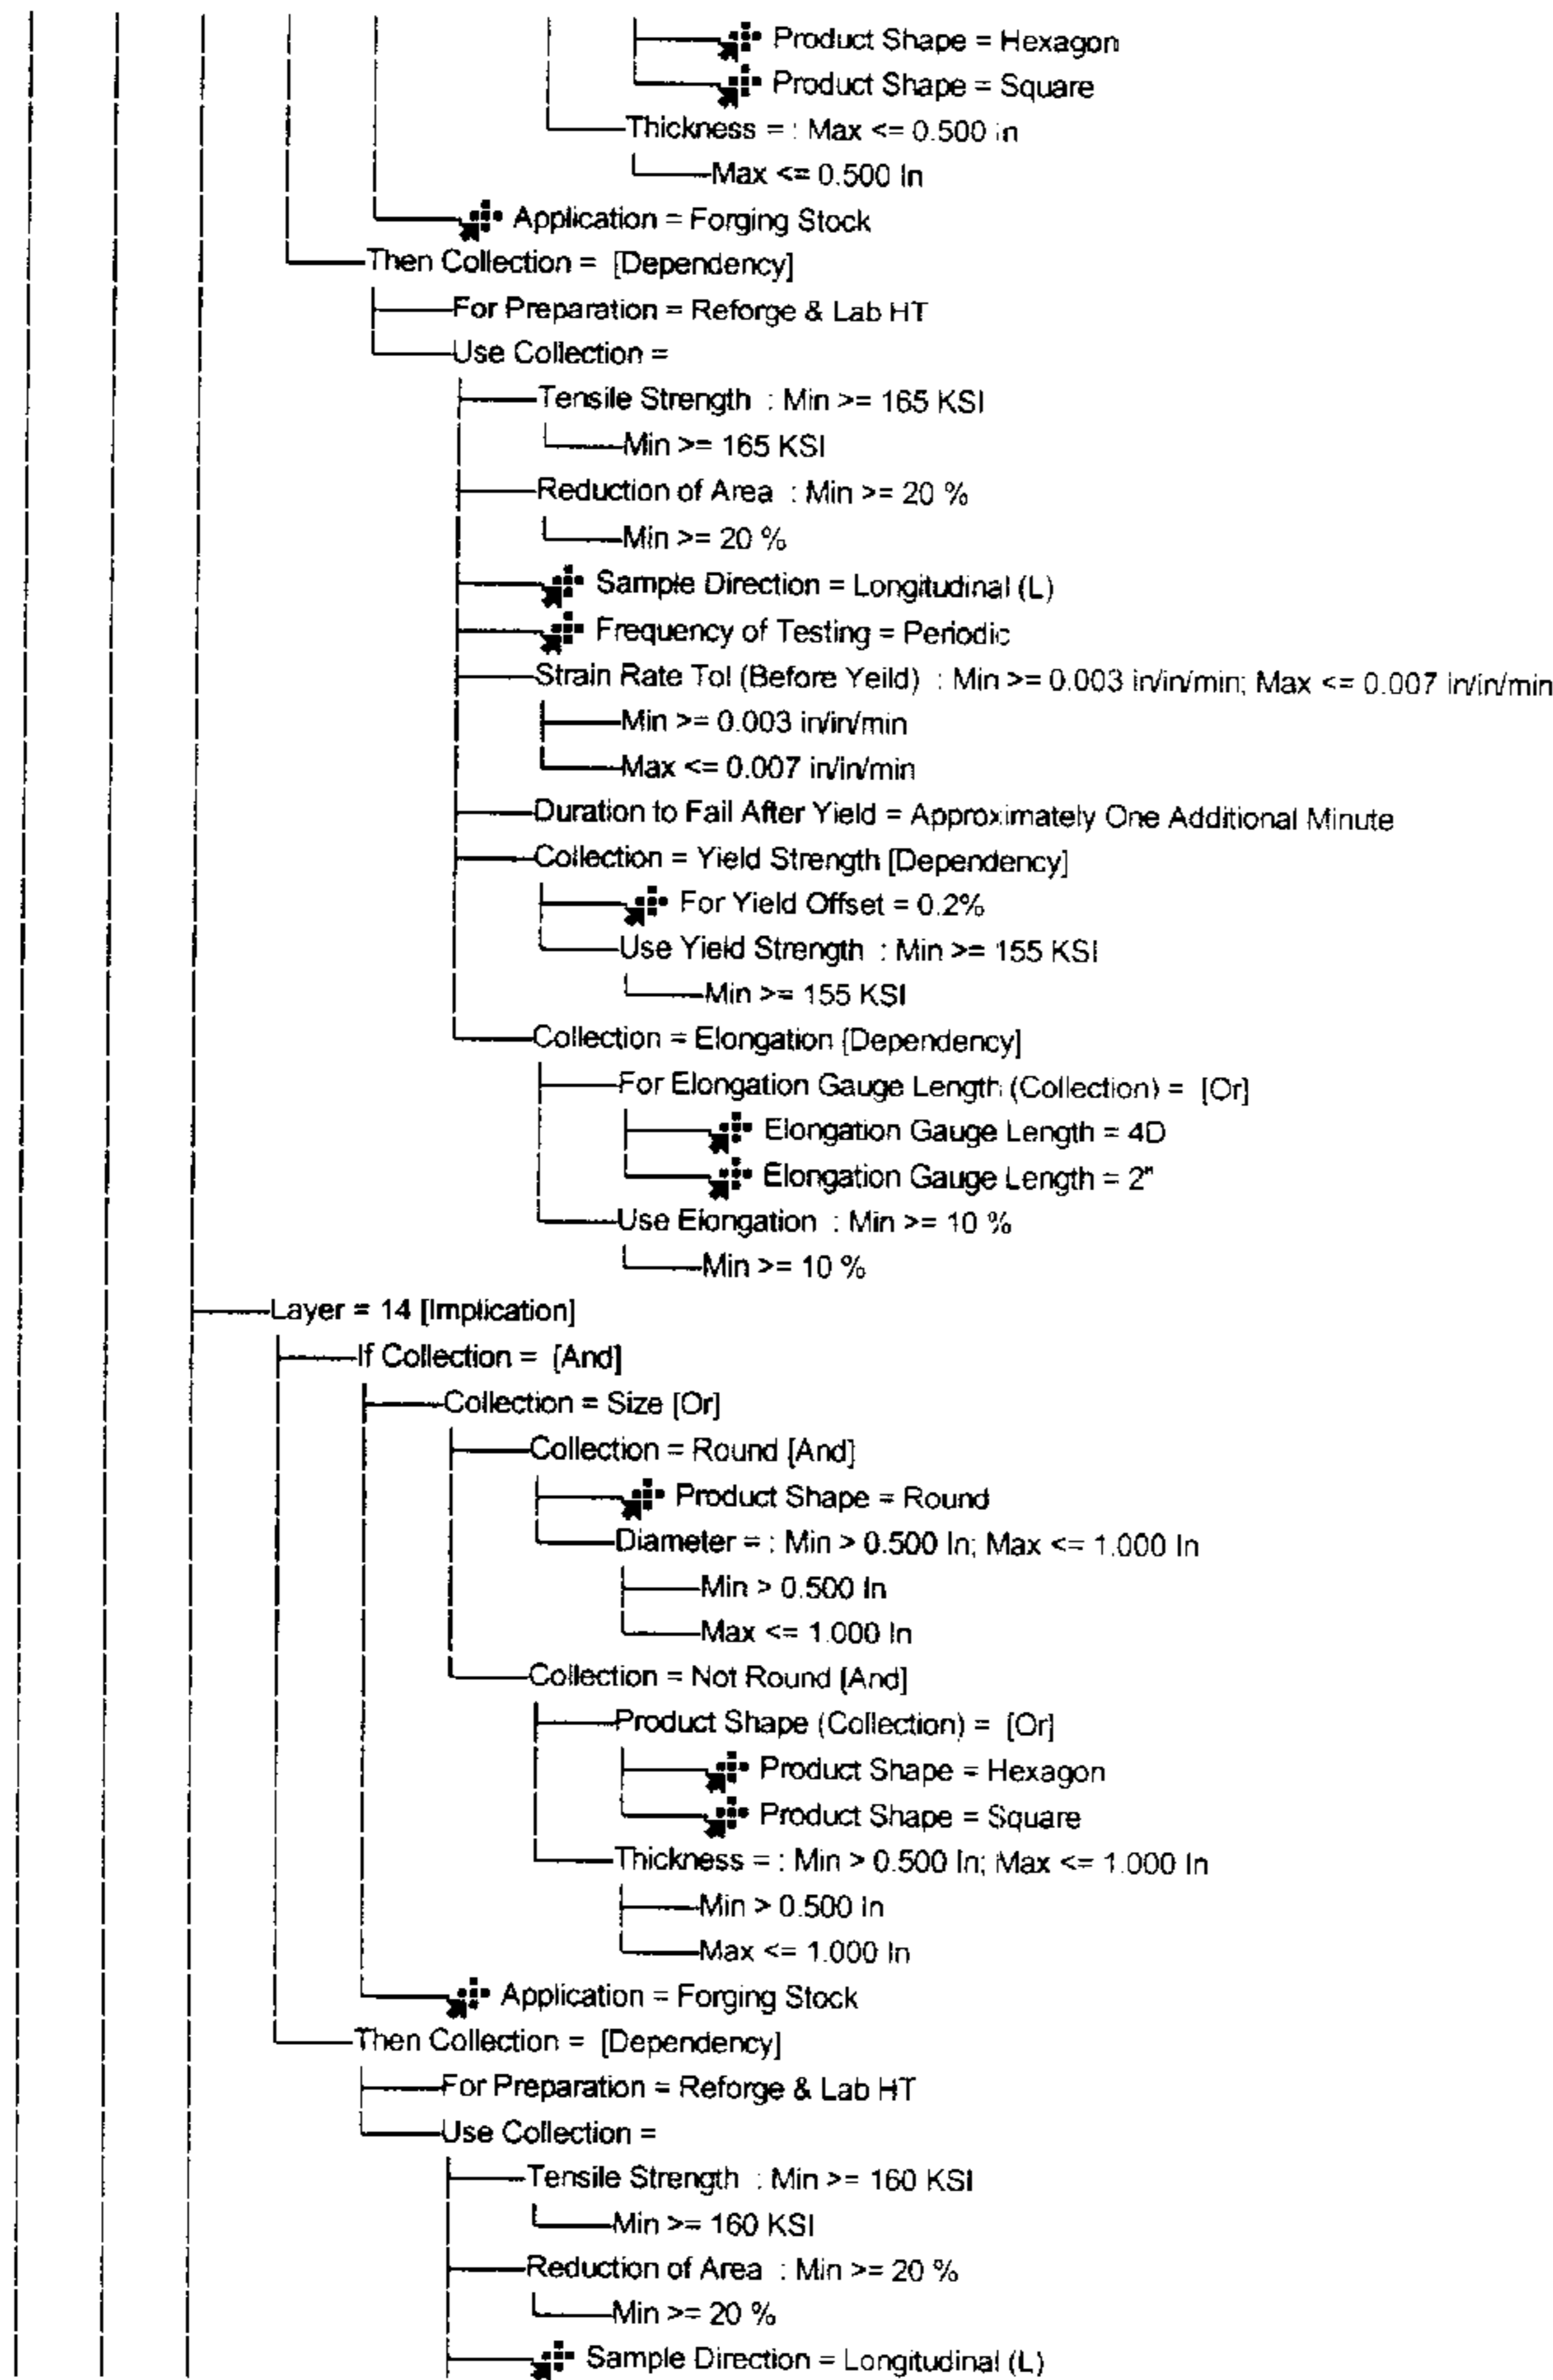 Product Shape = Hexagon
Product Shape = Square
Thickness = : Max <= 0.500 in
Max <= 0.500 In
Application = Forging Stock
Then Collection = [Dependency]
For Preparation = Reforge & Lab HT
Use Collection =
Tensile Strength : Min >= 165 KSI
Min >= 165 KSI
Reduction of Area : Min >= 20 %
Min >= 20 %
Sample Direction = Longitudinal (L)
Frequency of Testing = Periodic
Strain Rate Tol (Before Yeild) : Min >= 0.003 in/in/min; Max <= 0.007 in/in/min
Min >= 0.003 in/in/min
Max <= 0.007 in/in/min
Duration to Fail After Yield = Approximately One Additional Minute
Collection = Yield Strength [Dependency]
For Yield Offset = 0.2%
Use Yield Strength : Min >= 155 KSI
Min >= 155 KSI
Collection = Elongation [Dependency]
For Elongation Gauge Length (Collection) = [Or]
Elongation Gauge Length = 4D
Elongation Gauge Length = 2"
Use Elongation : Min >= 10 %
Min >= 10 %
Layer = 14 [Implication]
If Collection = [And]
Collection = Size [Or]
Collection = Round [And]
Product Shape = Round
Diameter = : Min > 0.500 In; Max <= 1.000 In
Min > 0.500 In
Max <= 1.000 In
Collection = Not Round [And]
Product Shape (Collection) = [Or]
Product Shape = Hexagon
Product Shape = Square
Thickness = : Min > 0.500 In; Max <= 1.000 In
Min > 0.500 In
Max <= 1.000 In
Application = Forging Stock
Then Collection = [Dependency]
For Preparation = Reforge & Lab HT
Use Collection =
Tensile Strength : Min >= 160 KSI
Min >= 160 KSI
Reduction of Area : Min >= 20 %
Min >= 20 %
Sample Direction = Longitudinal (L)